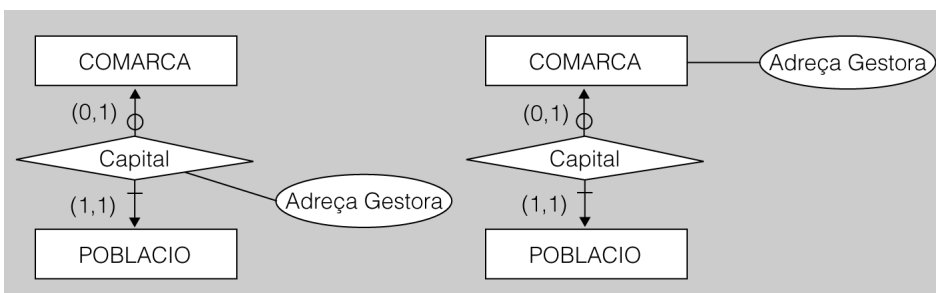 COMARCA
(0,1)
Capital
Adreça Gestora
(1,1)
POBLACIO
COMARCA
Adreça Gestora
(0,1)
Capital
(1,1)
POBLACIO